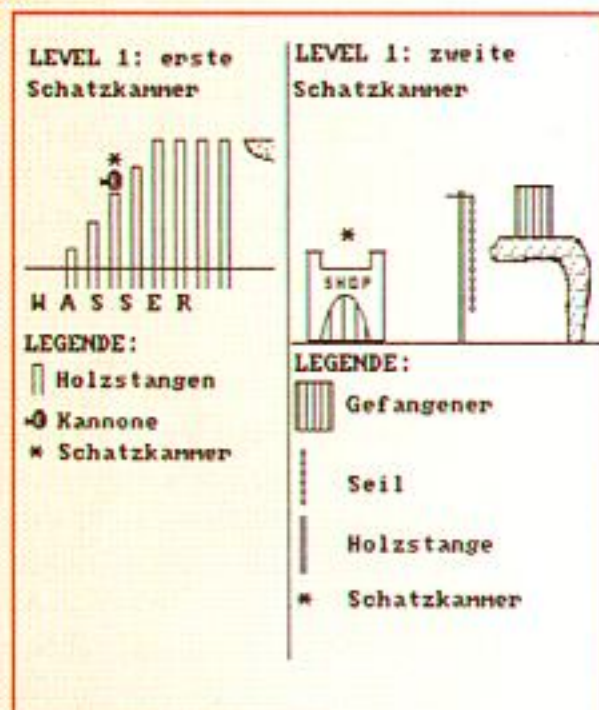 LEVEL 1: erste
Schatzkammer
*
WASSER
LEGENDE:
Holzstangen
Kannone
* Schatzkammer
LEVEL 1: zweite
Schatzkammer
*
SHOP
LEGENDE:
Gefangener
Seil
Holzstange
* Schatzkammer